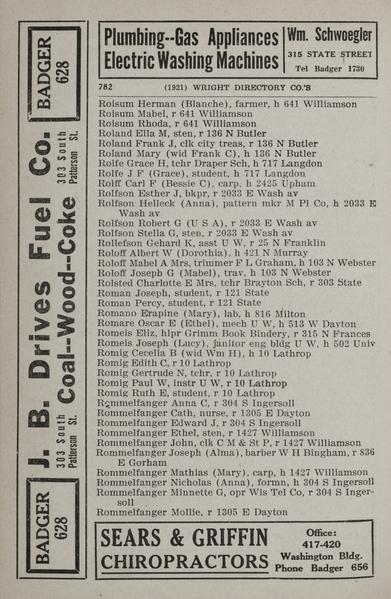 Plumbing--Gas Appliances
Electric Washing Machines
Wm. Schwoegler
315 STATE STREET
Tel Badger 1730
BADGER
628
J. B. Drives Fuel Co.
303 South
Patterson St.
Coal--Wood--Coke
303 South
Patterson St.
BADGER
628
782 (1921) WRIGHT DIRECTORY CO.'S
Roisum Herman (Blanche), farmer, h 641 Williamson
Roisum Mabel, r 641 Williamson
Roisum Rhoda, r 641 Williamson
Roland Ella M, sten, r 136 N Butler
Roland Frank J, clk city treas, r 136 N Butler
Roland Mary (wid Frank C), h 136 N Butler
Rolfe Grace H, tchr Draper Sch, h 717 Langdon
Rolfe J F (Grace), student, h 717 Langdon
Rolff Carl F (Bessie C), carp, h 2425 Upham
Rolfson Esther J, bkpr, r 2033 E Wash av
Rolfson Helleck (Anna), pattern mkr M Pl Co, h 2033 E
Wash av
Rolfson Robert G (U S A), r 2033 E Wash av
Rolfson Stella G, sten, r 2033 E Wash av
Rollefson Gehard K, asst U W, r 25 N Franklin
Roloff Albert W (Dorothia), h 421 N Murray
Roloff Mabel A Mrs, trimmer F L Graham, h 103 N Webster
Roloff Joseph G (Mabel), trav, h 103 N Webster
Rolsted Charlotte E Mrs, tchr Brayton Sch, r 303 State
Roman Joseph, student, r 121 State
Roman Percy, student, r 121 State
Romano Erapine (Mary), lab, h 816 Milton
Romare Oscar E (Ethel), mech U W, h 513 W Dayton
Romeis Eliz, hlpr Grimm Book Bindery, r 315 N Frances
Romeis Joseph (Lucy), janitor eng bldg U W, h 502 Univ
Romig Cecelia B (wid Wm H), h 10 Lathrop
Romig Edith C, r 10 Lathrop
Romig Gertrude N, tchr, r 10 Lathrop
Romig Paul W, instr U W, r 10 Lathrop
Romig Ruth E, student, r 10 Lathrop
Rommelfanger Anna C, r 304 S Ingersoll
Rommelfanger Cath, nurse, r 1305 E Dayton
Rommelfanger Edward J, r 304 S Ingersoll
Rommelfanger Ethel, sten, r 1427 Williamson
Rommelfanger John, clk C M & St P, r 1427 Williamson
Rommelfanger Joseph (Alma), barber W H Bingham, r 836
E Gorham
Rommelfanger Mathias (Mary), carp, h 1427 Williamson
Rommelfanger Nicholas (Anna), formn, h 304 S Ingersoll
Rommelfanger Minnette G, opr Wis Tel Co, r 304 S Inger-
soll
Rommelfanger Mollie, r 1305 E Dayton
SEARS & GRIFFIN
CHIROPRACTORS
Office:
417-420
Washington Bldg.
Phone Badger 656